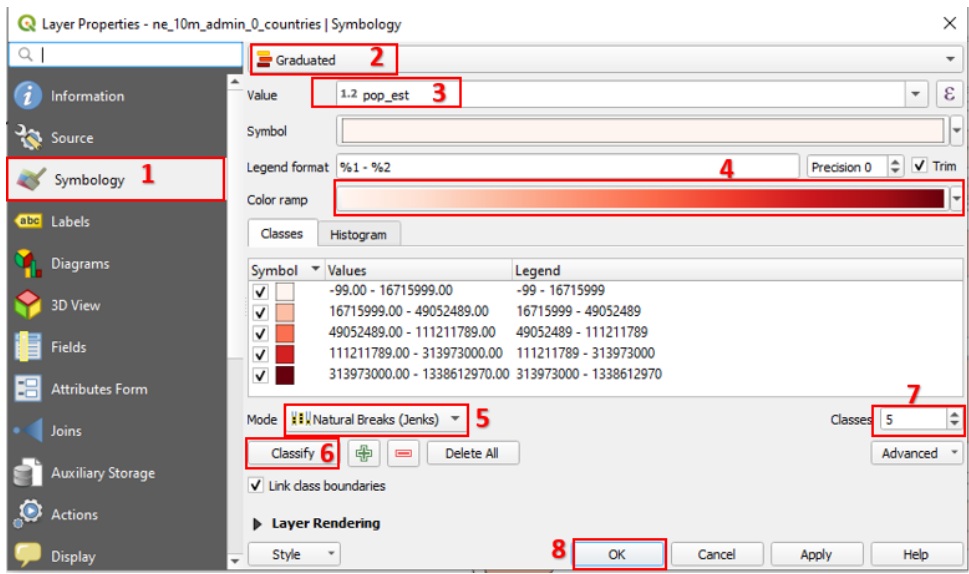 Layer Properties - ne_10m_admin_0_countries | Symbology
Graduated 2
Information
Value 1.2 pop_est 3 ε
Source
Symbol
Symbology 1
Legend format %1 - %2 4 Precision 0 Trim
Color ramp
Labels
abc
Classes Histogram
Diagrams
Symbol Values Legend
-99.00 - 16715999.00 -99 - 16715999
3D View
16715999.00 - 49052489.00 16715999 - 49052489
49052489.00 - 111211789.00 49052489 - 111211789
Fields
111211789.00 - 313973000.00 111211789 - 313973000
313973000.00 - 1338612970.00 313973000 - 1338612970
Attributes Form
Mode Natural Breaks (Jenks) 5 Classes 5 7
Joins
Classify 6 Delete All Advanced
Auxiliary Storage
Link class boundaries
Actions
Layer Rendering
Display
Style 8 OK Cancel Apply Help